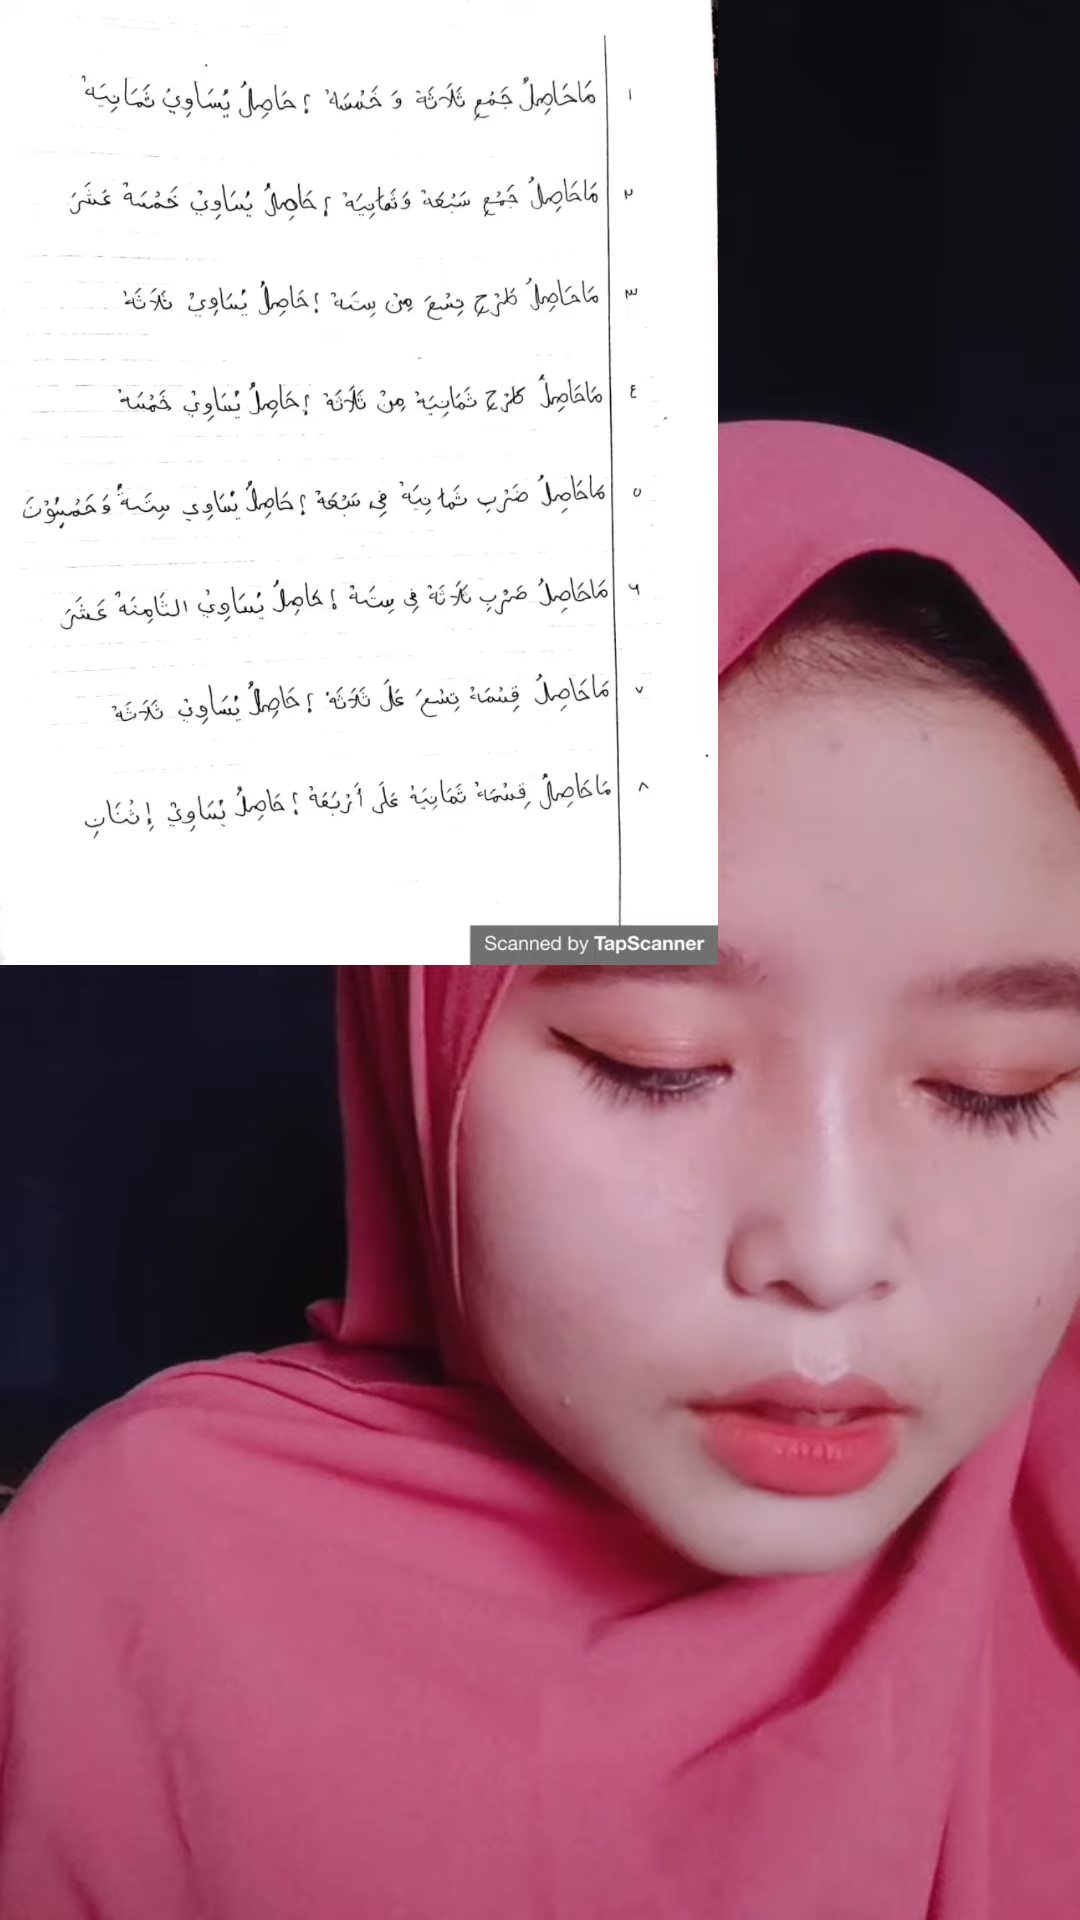 ١ مَاحَاصِلُ جَمْعِ ثَلَاثَةْ وَ خَمْسَةْ ؟ حَاصِلُ يُسَاوِيْ ثَمَانِيَةْ
٢ مَاحَاصِلُ جَمْعِ سَبْعَةْ وَثَمَانِيَةْ ؟ حَاصِلُ يُسَاوِيْ خَمْسَةْ عَشَرَ
٣ مَاحَاصِلُ طَرْحِ تِسْعَ مِنْ سِتَةْ ؟ حَاصِلُ يُسَاوِيْ ثَلَاثَةْ
٤ مَاحَاصِلُ طَرْحِ ثَمَانِيَةْ مِنْ ثَلَاثَةْ ؟ حَاصِلُ يُسَاوِيْ خَمْسَةْ
٥ مَاحَاصِلُ ضَرْبِ ثَمَانِيَةْ فِي سَبْعَةْ ؟ حَاصِلُ يُسَاوِي سِتَةُ وَخَمْسُوْنَ
٦ مَاحَاصِلُ ضَرْبِ ثَلَاثَةْ فِي سِتَةْ ؟ حَاصِلُ يُسَاوِيْ الثَامِنَةْ عَشَرَ
٧ مَاحَاصِلُ قِسْمَةْ تِسْعَ عَلَ ثَلَاثَةْ ؟ حَاصِلُ يُسَاوِيْ ثَلَاثَةْ
٨ مَاحَاصِلُ قِسْمَةْ ثَمَانِيَةْ عَلَى أَرْبَعَةْ ؟ حَاصِلُ يُسَاوِيْ إِثْنَانِ
Scanned by TapScanner